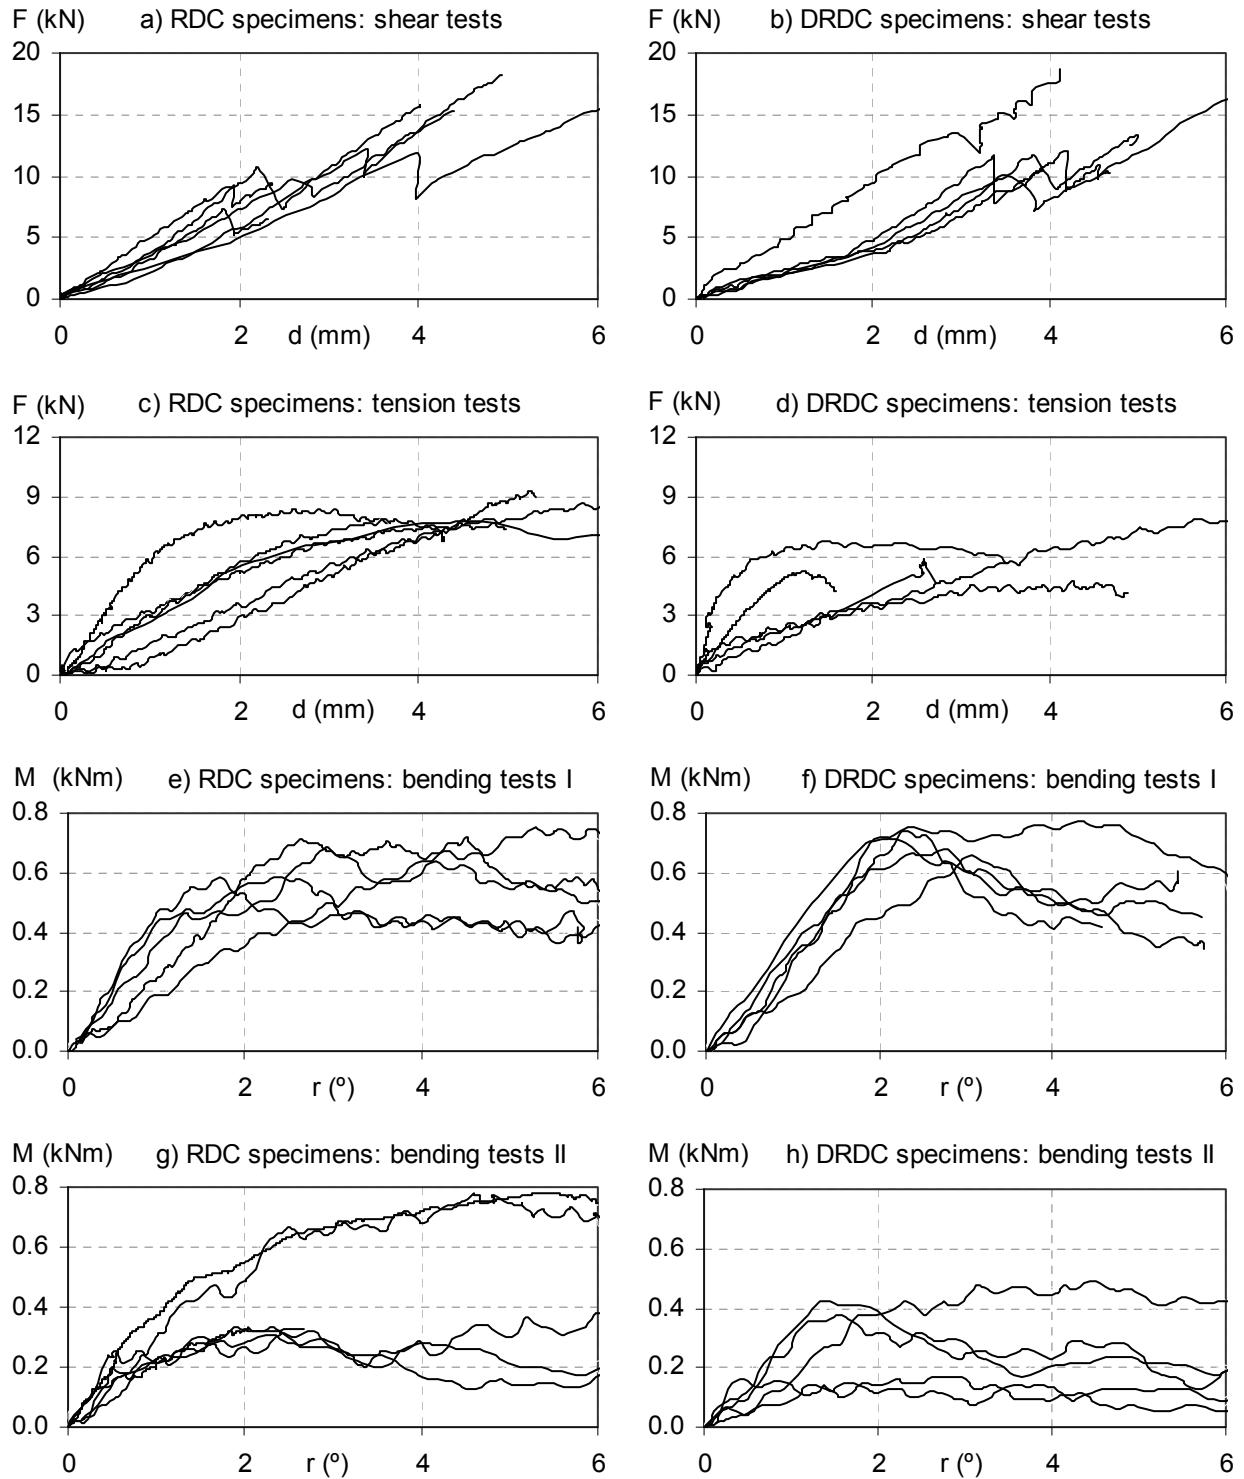 F (kN) a) RDC specimens: shear tests
20
15
10
5
0
0 2 4 6
d (mm)
F (kN) b) DRDC specimens: shear tests
20
15
10
5
0
0 2 4 6
d (mm)
F (kN) c) RDC specimens: tension tests
12
9
6
3
0
0 2 4 6
d (mm)
F (kN) d) DRDC specimens: tension tests
12
9
6
3
0
0 2 4 6
d (mm)
M (kNm) e) RDC specimens: bending tests I
0.8
0.6
0.4
0.2
0.0
0 2 4 6
r (º)
M (kNm) f) DRDC specimens: bending tests I
0.8
0.6
0.4
0.2
0.0
0 2 4 6
r (º)
M (kNm) g) RDC specimens: bending tests II
0.8
0.6
0.4
0.2
0.0
0 2 4 6
r (º)
M (kNm) h) DRDC specimens: bending tests II
0.8
0.6
0.4
0.2
0.0
0 2 4 6
r (º)